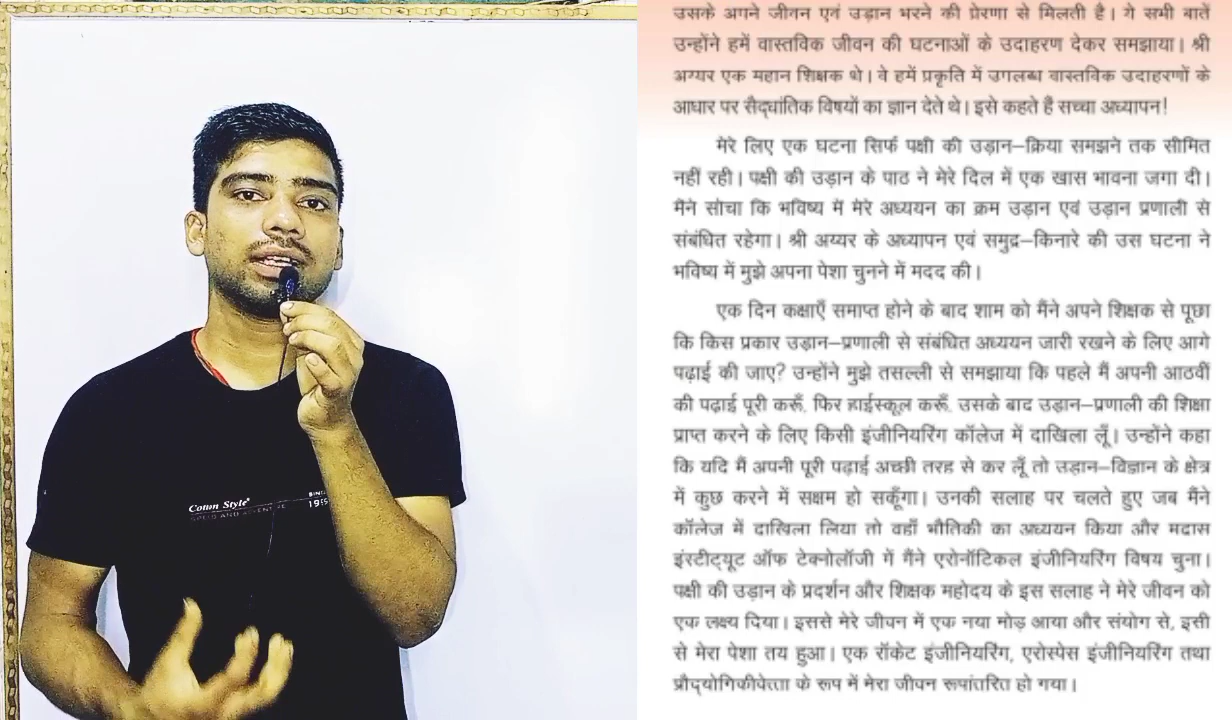 Cotton Style
SPEED AND ADVENTURE
SINC
195
उसके अपने जीवन एवं उड़ान भरने की प्रेरणा से मिलती है। ये सभी बातें
उन्होंने हमें वास्तविक जीवन की घटनाओं के उदाहरण देकर समझाया। श्री
अय्यर एक महान शिक्षक थे। वे हमें प्रकृति में उपलब्ध वास्तविक उदाहरणों के
आधार पर सैद्धांतिक विषयों का ज्ञान देते थे। इसे कहते हैं सच्चा अध्यापन!
मेरे लिए एक घटना सिर्फ पक्षी की उड़ान–क्रिया समझने तक सीमित
नहीं रही। पक्षी की उड़ान के पाठ ने मेरे दिल में एक खास भावना जगा दी।
मैंने सोचा कि भविष्य में मेरे अध्ययन का क्रम उड़ान एवं उड़ान प्रणाली से
संबंधित रहेगा। श्री अय्यर के अध्यापन एवं समुद्र–किनारे की उस घटना ने
भविष्य में मुझे अपना पेशा चुनने में मदद की।
एक दिन कक्षाएँ समाप्त होने के बाद शाम को मैंने अपने शिक्षक से पूछा
कि किस प्रकार उड़ान–प्रणाली से संबंधित अध्ययन जारी रखने के लिए आगे
पढ़ाई की जाए? उन्होंने मुझे तसल्ली से समझाया कि पहले मैं अपनी आठवीं
की पढ़ाई पूरी करूँ, फिर हाईस्कूल करूँ, उसके बाद उड़ान–प्रणाली की शिक्षा
प्राप्त करने के लिए किसी इंजीनियरिंग कॉलेज में दाखिला लूँ। उन्होंने कहा
कि यदि मैं अपनी पूरी पढ़ाई अच्छी तरह से कर लूँ तो उड़ान–विज्ञान के क्षेत्र
में कुछ करने में सक्षम हो सकूँगा। उनकी सलाह पर चलते हुए जब मैंने
कॉलेज में दाखिला लिया तो वहाँ भौतिकी का अध्ययन किया और मद्रास
इंस्टीट्यूट ऑफ टेक्नोलॉजी में मैंने एरोनॉटिकल इंजीनियरिंग विषय चुना।
पक्षी की उड़ान के प्रदर्शन और शिक्षक महोदय के इस सलाह ने मेरे जीवन को
एक लक्ष्य दिया। इससे मेरे जीवन में एक नया मोड़ आया और संयोग से, इसी
से मेरा पेशा तय हुआ। एक रॉकेट इंजीनियरिंग, एरोस्पेस इंजीनियरिंग तथा
प्रौद्योगिकीवेत्ता के रूप में मेरा जीवन रूपांतरित हो गया।